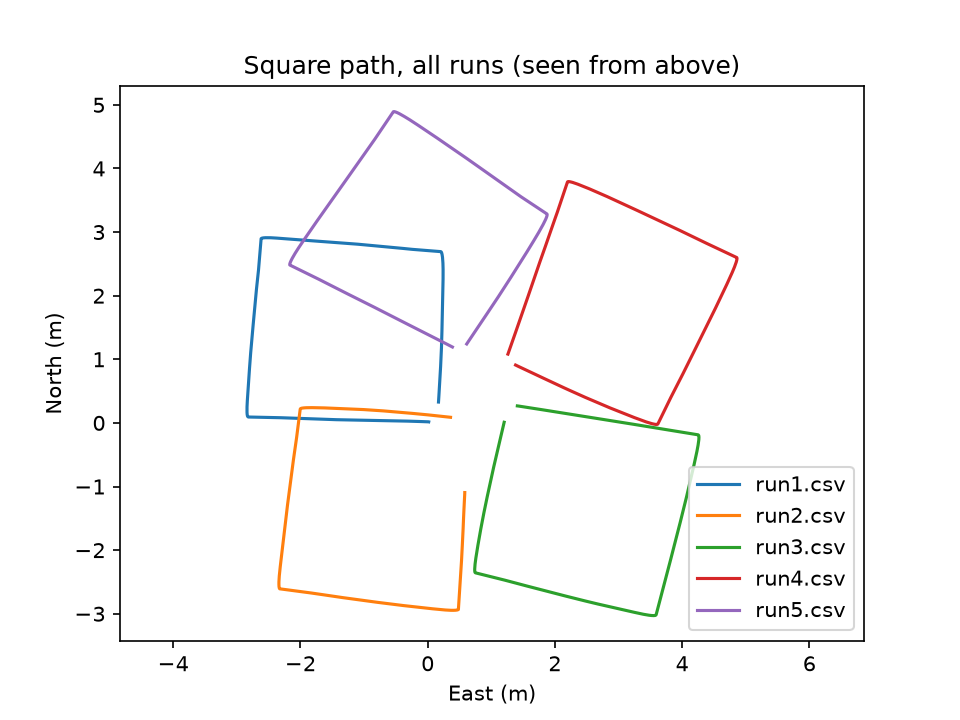 Square path, all runs (seen from above)
North (m)
5
4
3
2
1
0
−1
−2
−3
−4
−2
0
2
4
6
East (m)
run1.csv
run2.csv
run3.csv
run4.csv
run5.csv